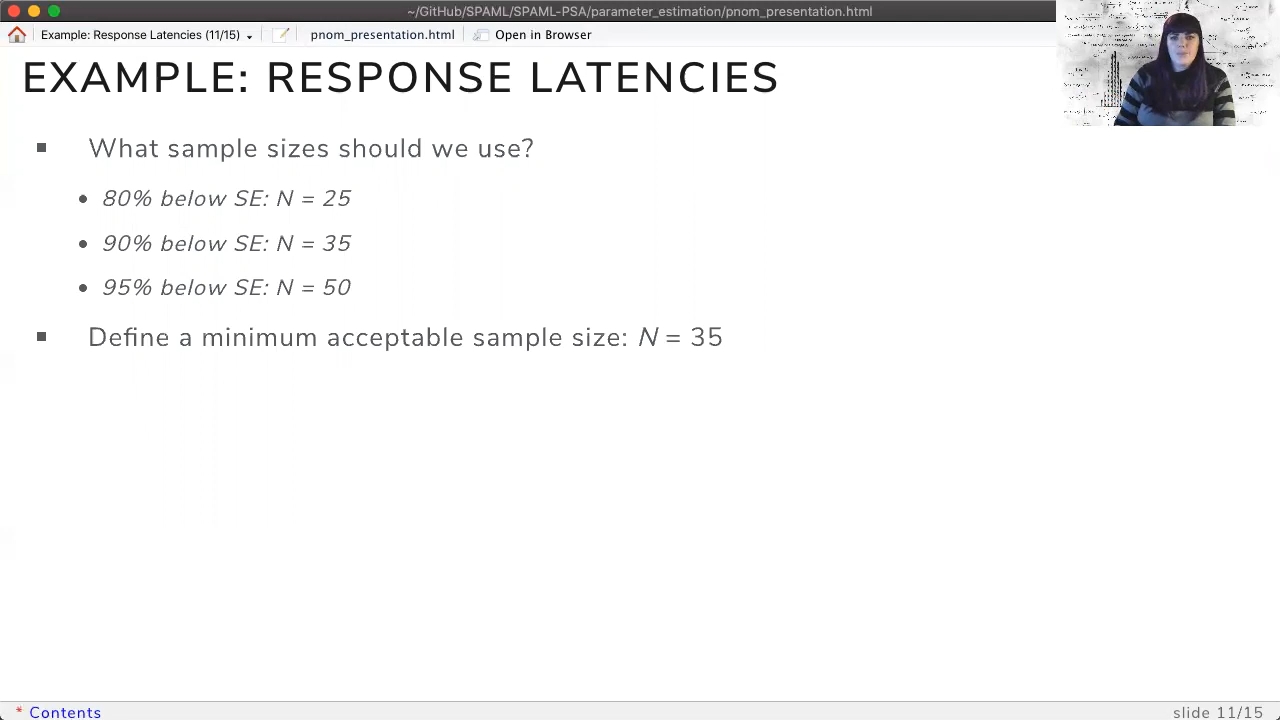 ~/GitHub/SPAML/SPAML-PSA/parameter_estimation/pnom_presentation.html
Example: Response Latencies (11/15) pnom_presentation.html Open in Browser
EXAMPLE: RESPONSE LATENCIES
What sample sizes should we use?
80% below SE: N = 25
90% below SE: N = 35
95% below SE: N = 50
Define a minimum acceptable sample size: N = 35
* Contents
slide 11/15